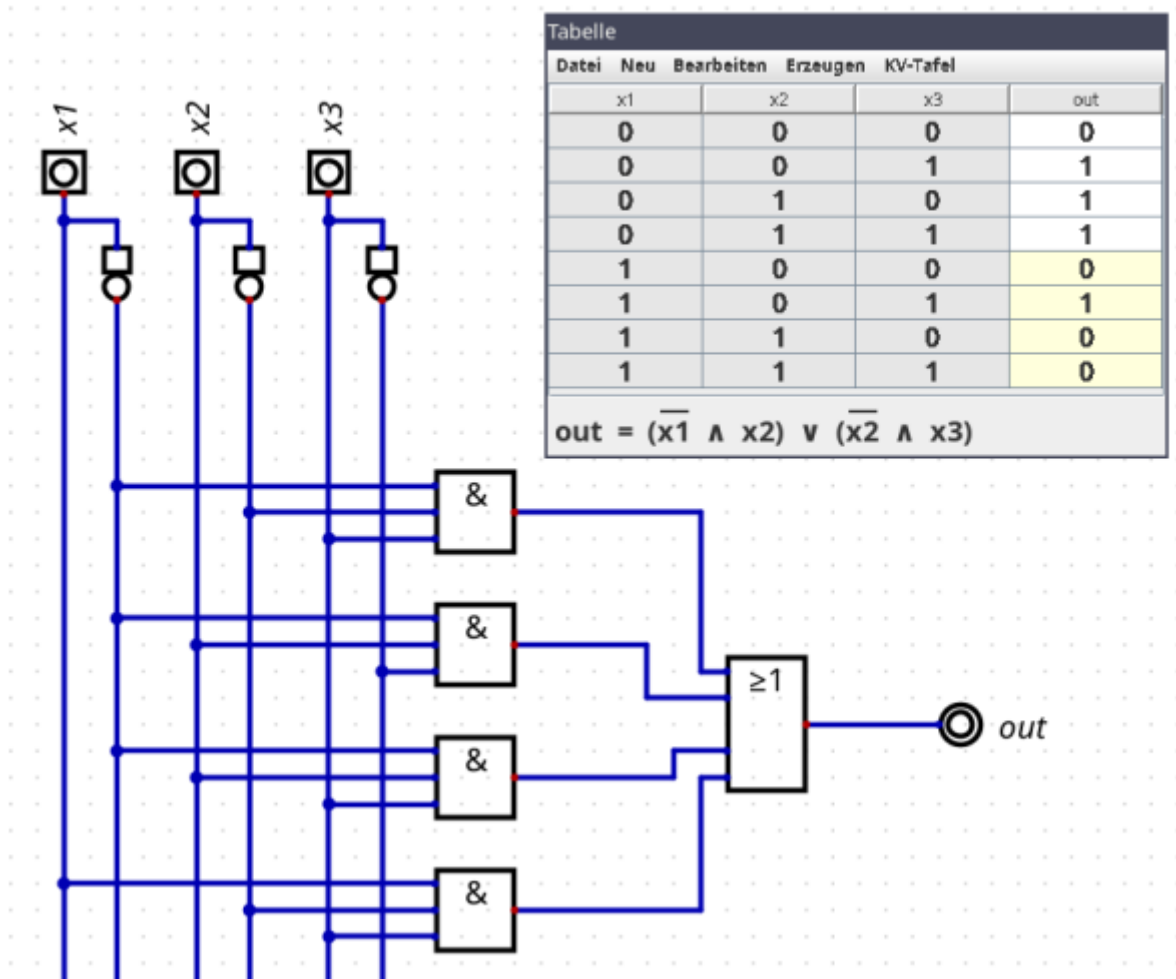 Tabelle
Datei Neu Bearbeiten Erzeugen KV-Tafel
x1 x2 x3 out
0 0 0 0
0 0 1 1
0 1 0 1
0 1 1 1
1 0 0 0
1 0 1 1
1 1 0 0
1 1 1 0
out = (x̅1̅ ∧ x2) ∨ (x̅2̅ ∧ x3)
x1 x2 x3
&
&
≥1
out
&
&